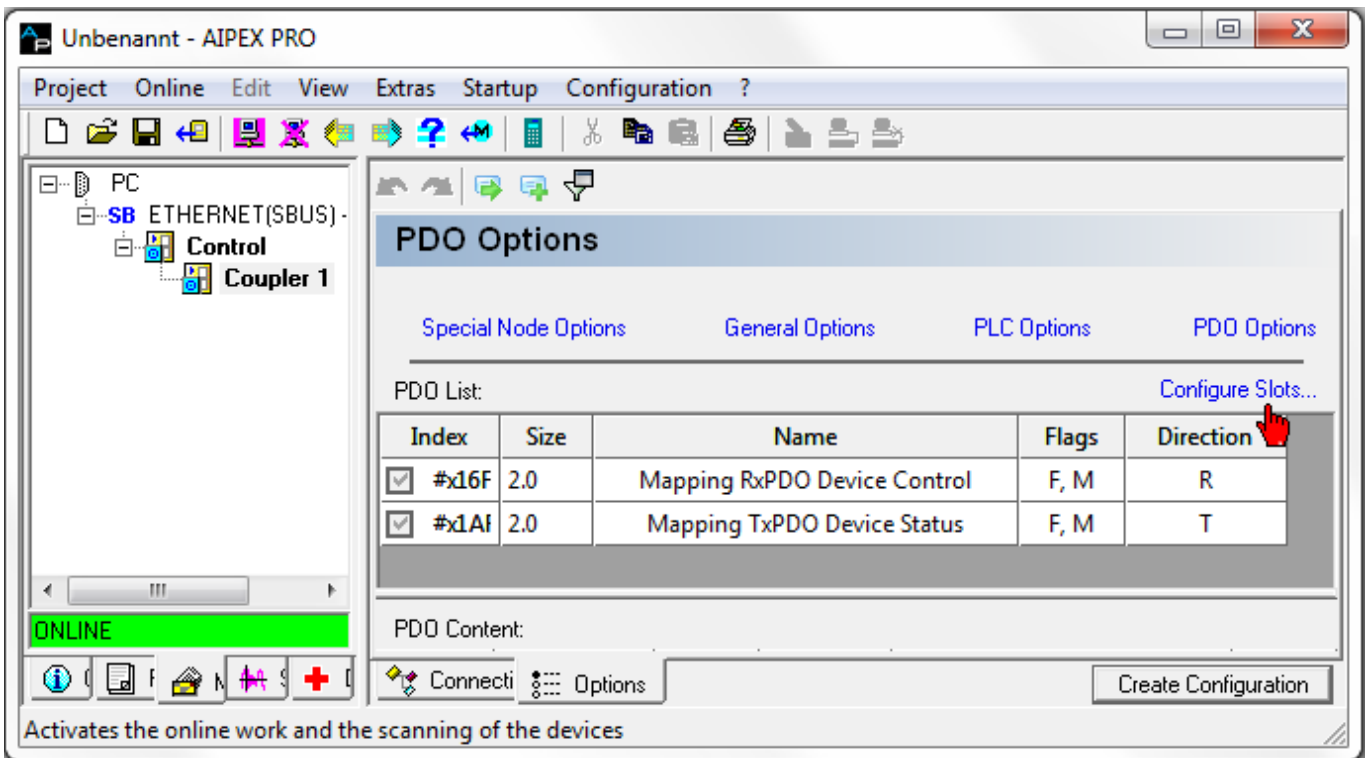 Unbenannt - AIPEX PRO
Project Online Edit View Extras Startup Configuration ?
PC
SB ETHERNET(SBUS) -
Control
Coupler 1
ONLINE
PDO Options
Special Node Options General Options PLC Options PDO Options
PDO List: Configure Slots...
Index Size Name Flags Direction
#x16F 2.0 Mapping RxPDO Device Control F, M R
#x1AF 2.0 Mapping TxPDO Device Status F, M T
PDO Content:
Connecti Options Create Configuration
Activates the online work and the scanning of the devices